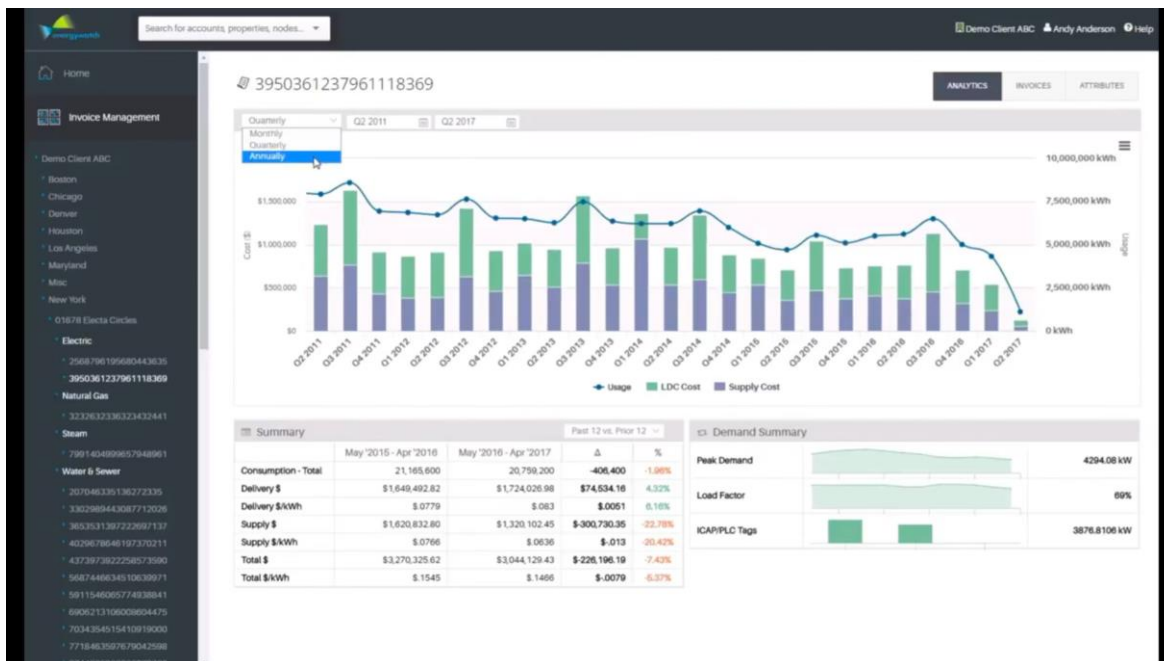 energywatch
Search for accounts, properties, nodes...
Demo Client ABC Andy Anderson Help
Home
Invoice Management
Demo Client ABC
Boston
Chicago
Denver
Houston
Los Angeles
Maryland
Misc
New York
01678 Electa Circles
Electric
2568796195680443635
3950361237961118369
Natural Gas
3232632336323432441
Steam
7991404999657948961
Water & Sewer
207046335136272335
3302989443087712026
3653531397222697137
4029678646197370211
4373973922258573590
5687446634510639971
5911546065774938841
6906213106008604475
7034354515410919000
7718463597679042598
3950361237961118369
ANALYTICS INVOICES ATTRIBUTES
Quarterly Q2 2011 Q2 2017
Monthly
Quarterly
Annually
10,000,000 kWh
$1,500,000 7,500,000 kWh
$1,000,000 5,000,000 kWh
$500,000 2,500,000 kWh
$0 0 kWh
Cost ($)
Usage
Q2 2011 Q3 2011 Q4 2011 Q1 2012 Q2 2012 Q3 2012 Q4 2012 Q1 2013 Q2 2013 Q3 2013 Q4 2013 Q1 2014 Q2 2014 Q3 2014 Q4 2014 Q1 2015 Q2 2015 Q3 2015 Q4 2015 Q1 2016 Q2 2016 Q3 2016 Q4 2016 Q1 2017 Q2 2017
Usage LDC Cost Supply Cost
Summary Past 12 vs. Prior 12
May '2015 - Apr '2016 May '2016 - Apr '2017 Δ %
Consumption - Total 21,165,600 20,759,200 -406,400 -1.96%
Delivery $ $1,649,492.82 $1,724,026.98 $74,534.16 4.32%
Delivery $/kWh $.0779 $.083 $.0051 6.16%
Supply $ $1,620,832.80 $1,320,102.45 $-300,730.35 -22.78%
Supply $/kWh $.0766 $.0636 $-.013 -20.42%
Total $ $3,270,325.62 $3,044,129.43 $-226,196.19 -7.43%
Total $/kWh $.1545 $.1466 $-.0079 -5.37%
Demand Summary
Peak Demand 4294.08 kW
Load Factor 69%
ICAP/PLC Tags 3876.8106 kW